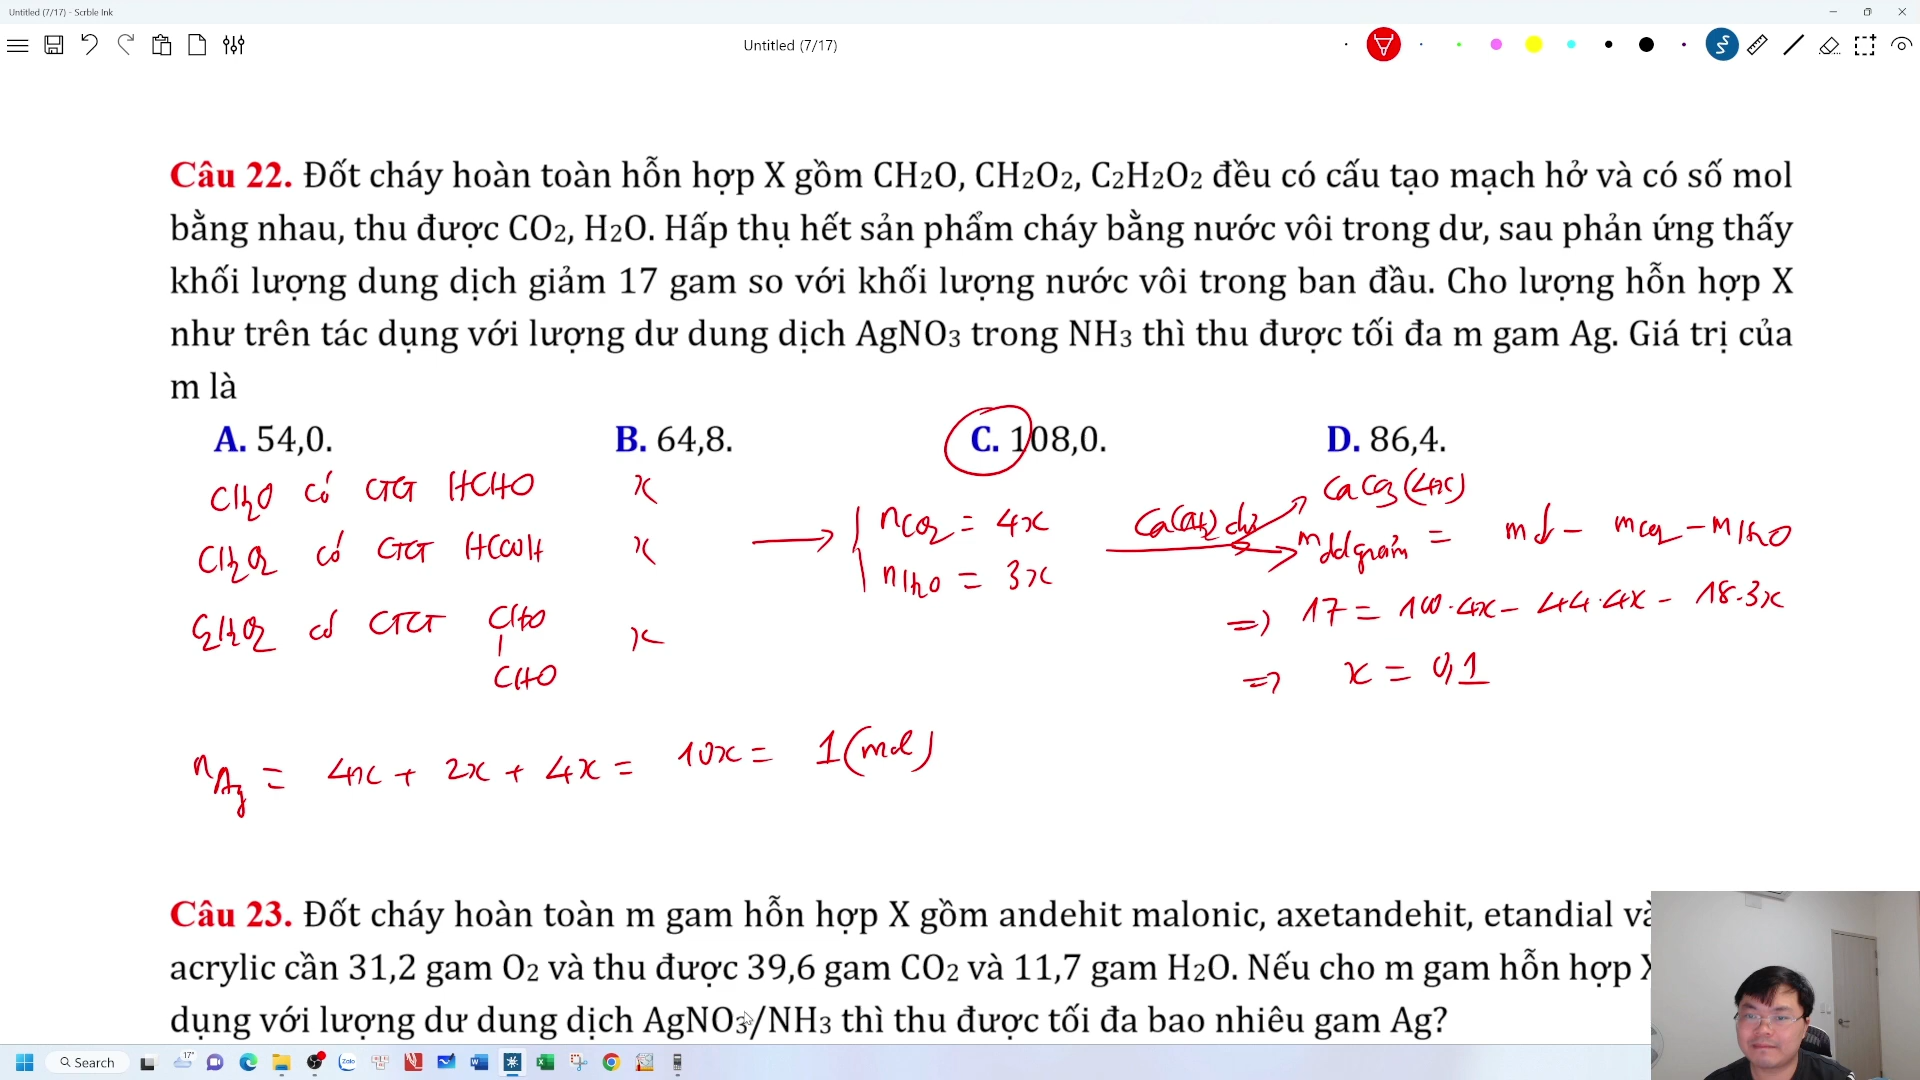 Untitled (7/17) - Scrble Ink
Untitled (7/17)
Câu 22. Đốt cháy hoàn toàn hỗn hợp X gồm CH2O, CH2O2, C2H2O2 đều có cấu tạo mạch hở và có số mol
bằng nhau, thu được CO2, H2O. Hấp thụ hết sản phẩm cháy bằng nước vôi trong dư, sau phản ứng thấy
khối lượng dung dịch giảm 17 gam so với khối lượng nước vôi trong ban đầu. Cho lượng hỗn hợp X
như trên tác dụng với lượng dư dung dịch AgNO3 trong NH3 thì thu được tối đa m gam Ag. Giá trị của
m là
A. 54,0. B. 64,8. C. 108,0. D. 86,4.
CH2O có CTCT HCHO x
CH2O2 có CTCT HCOOH x
C2H2O2 có CTCT CHO
CHO x
nCO2 = 4x
nH2O = 3x
Ca(OH)2 dư
CaCO3 (4x)
mddgiảm = m↓ - mCO2 - mH2O
=> 17 = 100.4x - 44.4x - 18.3x
=> x = 0,1
nAg = 4x + 2x + 4x = 10x = 1 (mol)
Câu 23. Đốt cháy hoàn toàn m gam hỗn hợp X gồm andehit malonic, axetandehit, etandial và
acrylic cần 31,2 gam O2 và thu được 39,6 gam CO2 và 11,7 gam H2O. Nếu cho m gam hỗn hợp X
dụng với lượng dư dung dịch AgNO3/NH3 thì thu được tối đa bao nhiêu gam Ag?
Search
17°
Zalo